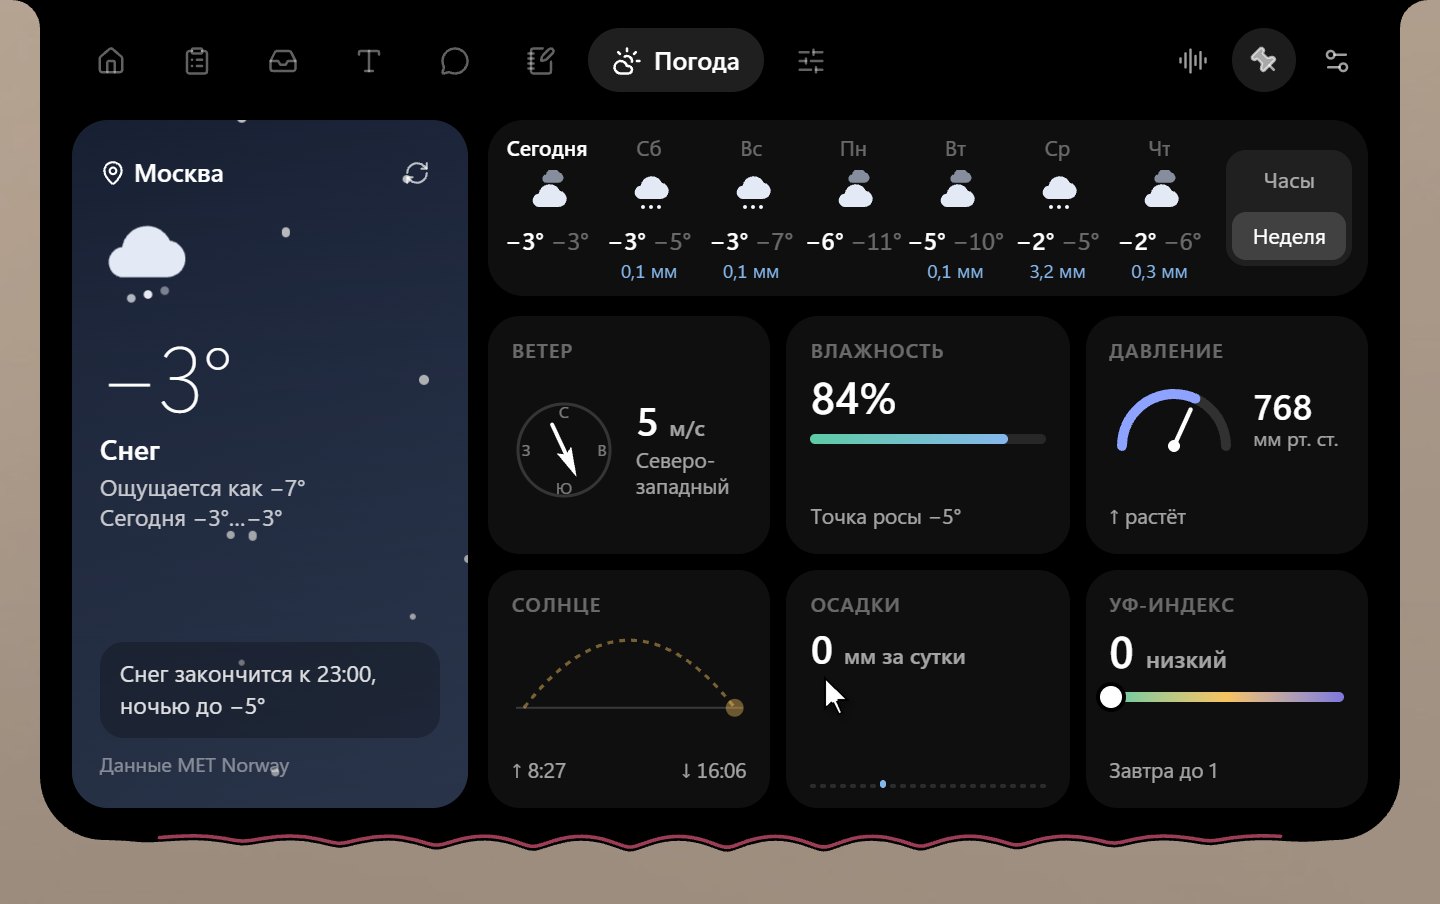 Погода
Москва
−3°
Снег
Ощущается как −7°
Сегодня −3°…−3°
Снег закончится к 23:00,
ночью до −5°
Данные MET Norway
Сегодня Сб Вс Пн Вт Ср Чт
−3° −3° −3° −5° −3° −7° −6° −11° −5° −10° −2° −5° −2° −6°
0,1 мм 0,1 мм 0,1 мм 3,2 мм 0,3 мм
Часы
Неделя
ВЕТЕР
С
З В
Ю
5 м/с
Северо-
западный
ВЛАЖНОСТЬ
84%
Точка росы −5°
ДАВЛЕНИЕ
768
мм рт. ст.
↑ растёт
СОЛНЦЕ
↑ 8:27 ↓ 16:06
ОСАДКИ
0 мм за сутки
УФ-ИНДЕКС
0 низкий
Завтра до 1